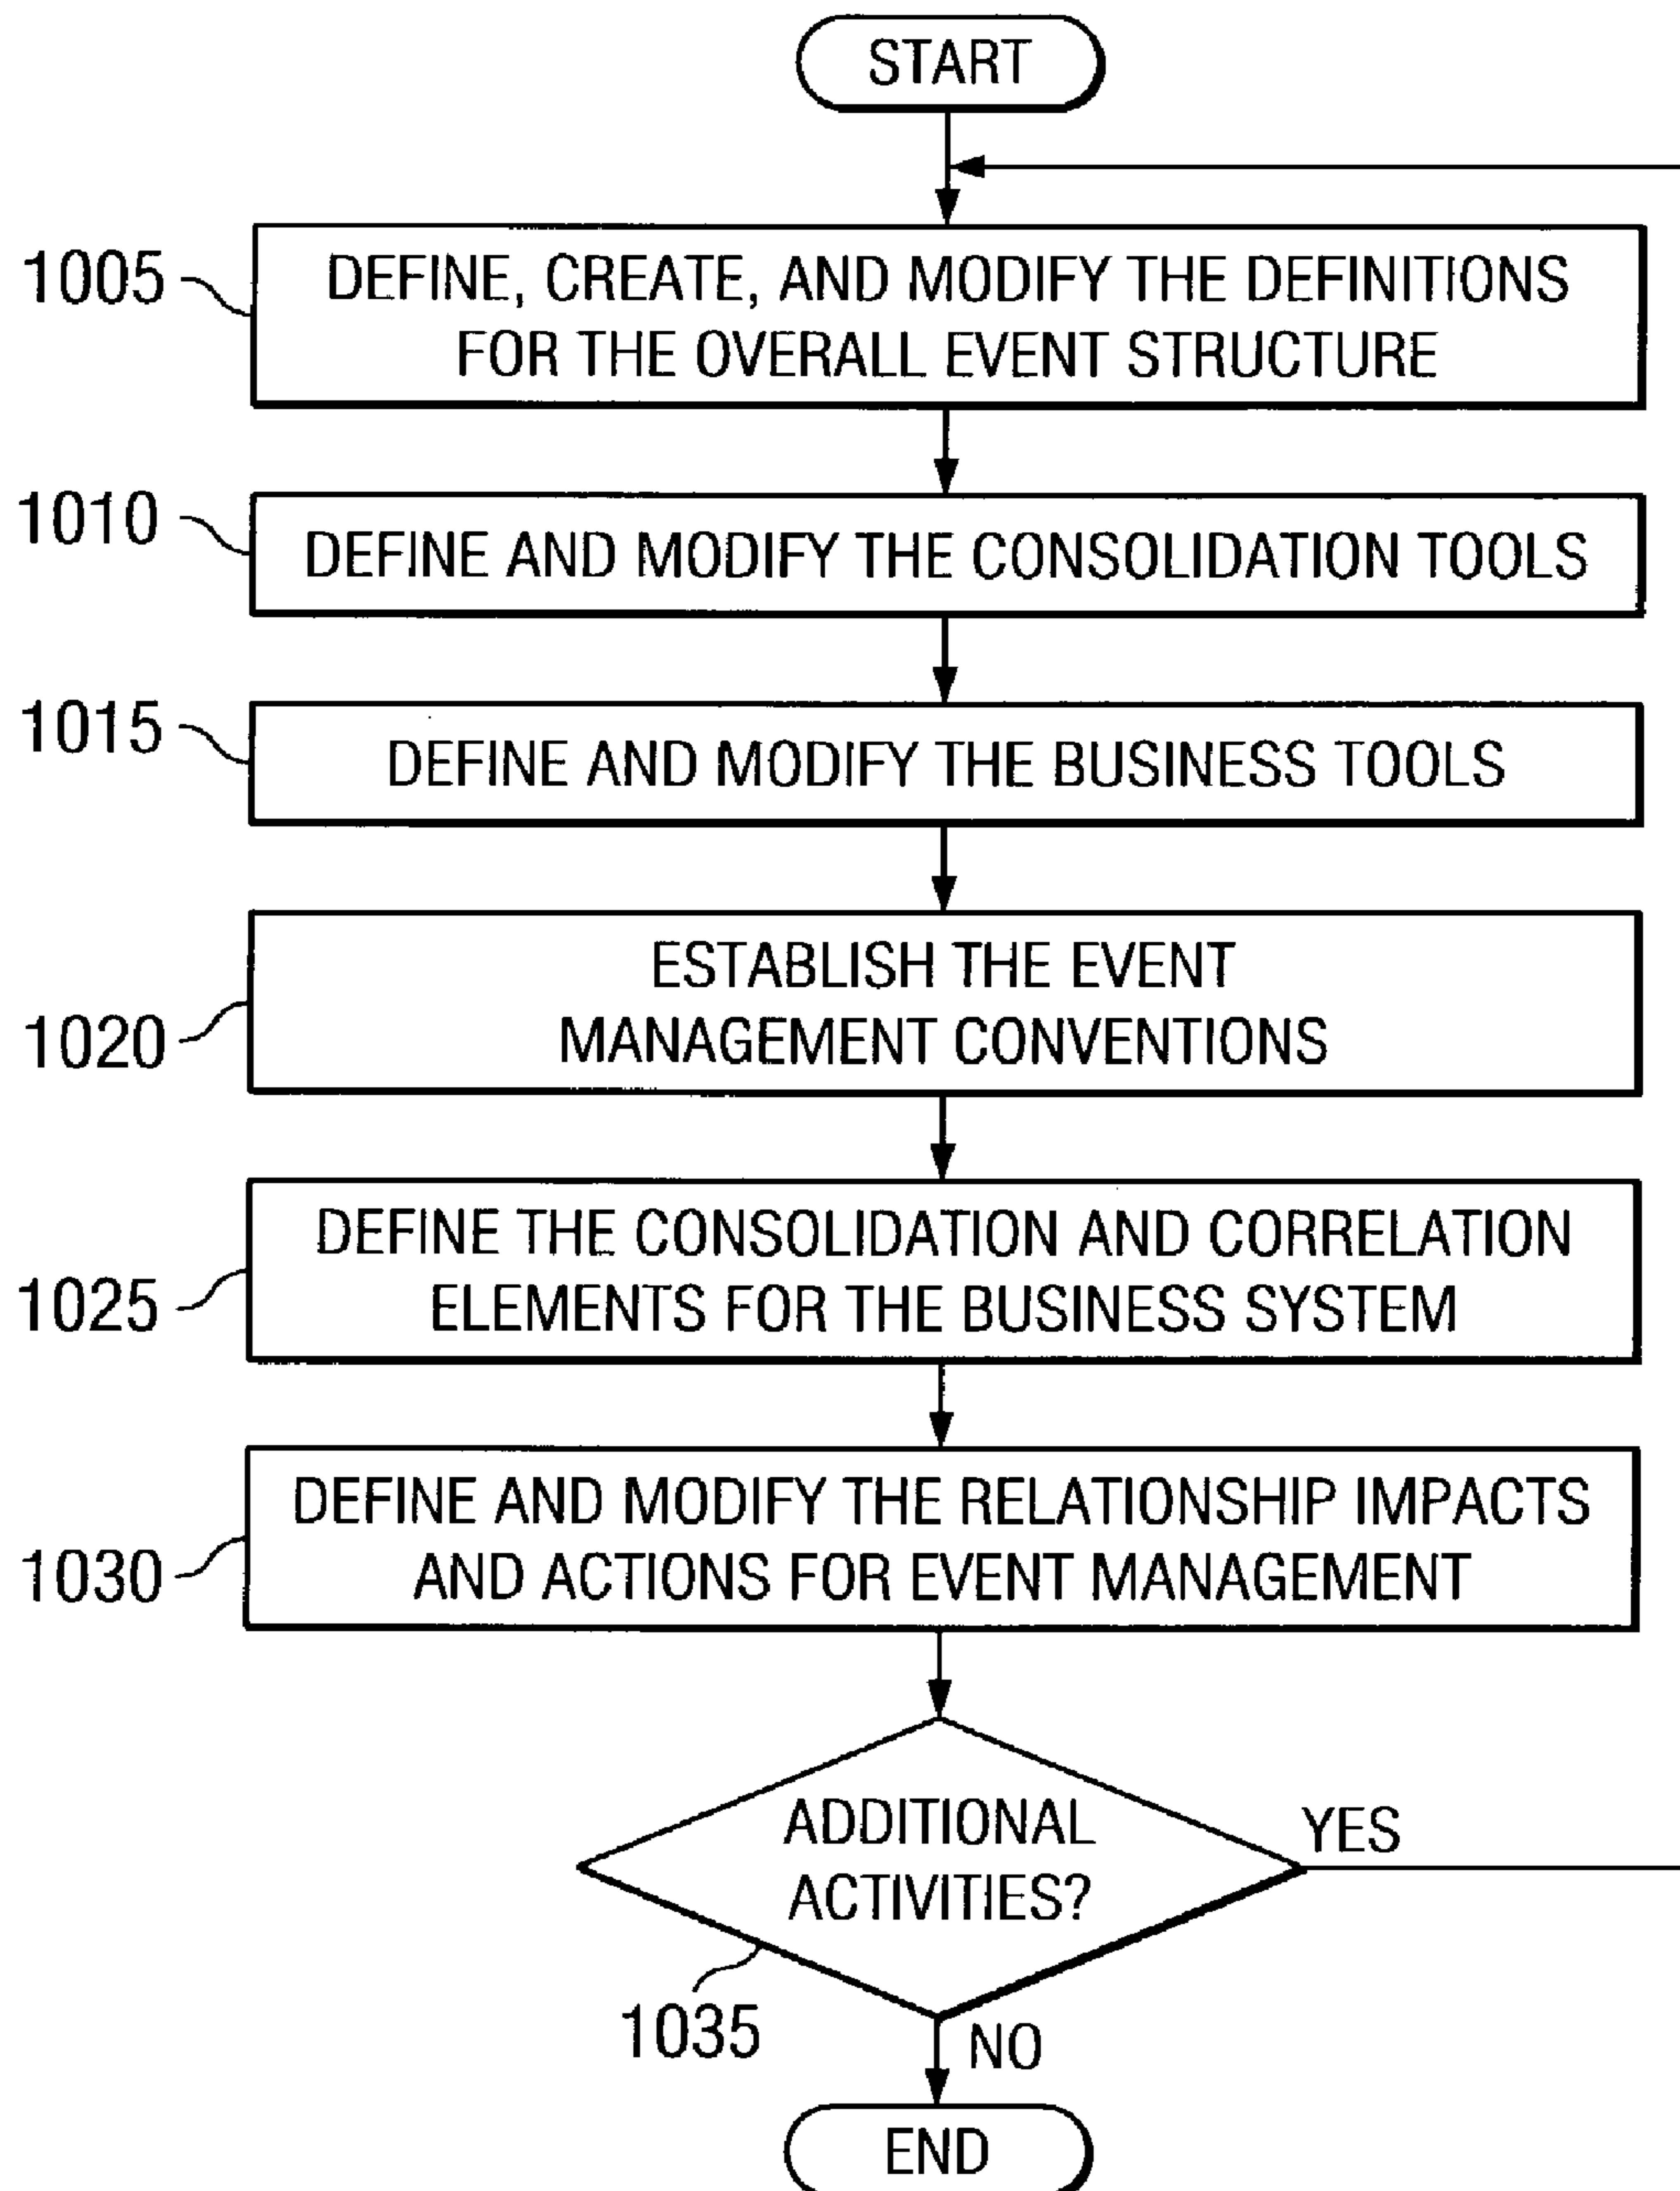 START
1005
DEFINE, CREATE, AND MODIFY THE DEFINITIONS
FOR THE OVERALL EVENT STRUCTURE
1010
DEFINE AND MODIFY THE CONSOLIDATION TOOLS
1015
DEFINE AND MODIFY THE BUSINESS TOOLS
ESTABLISH THE EVENT
MANAGEMENT CONVENTIONS
1020
DEFINE THE CONSOLIDATION AND CORRELATION
ELEMENTS FOR THE BUSINESS SYSTEM
1025
DEFINE AND MODIFY THE RELATIONSHIP IMPACTS
AND ACTIONS FOR EVENT MANAGEMENT
1030
ADDITIONAL
ACTIVITIES?
YES
1035
NO
END